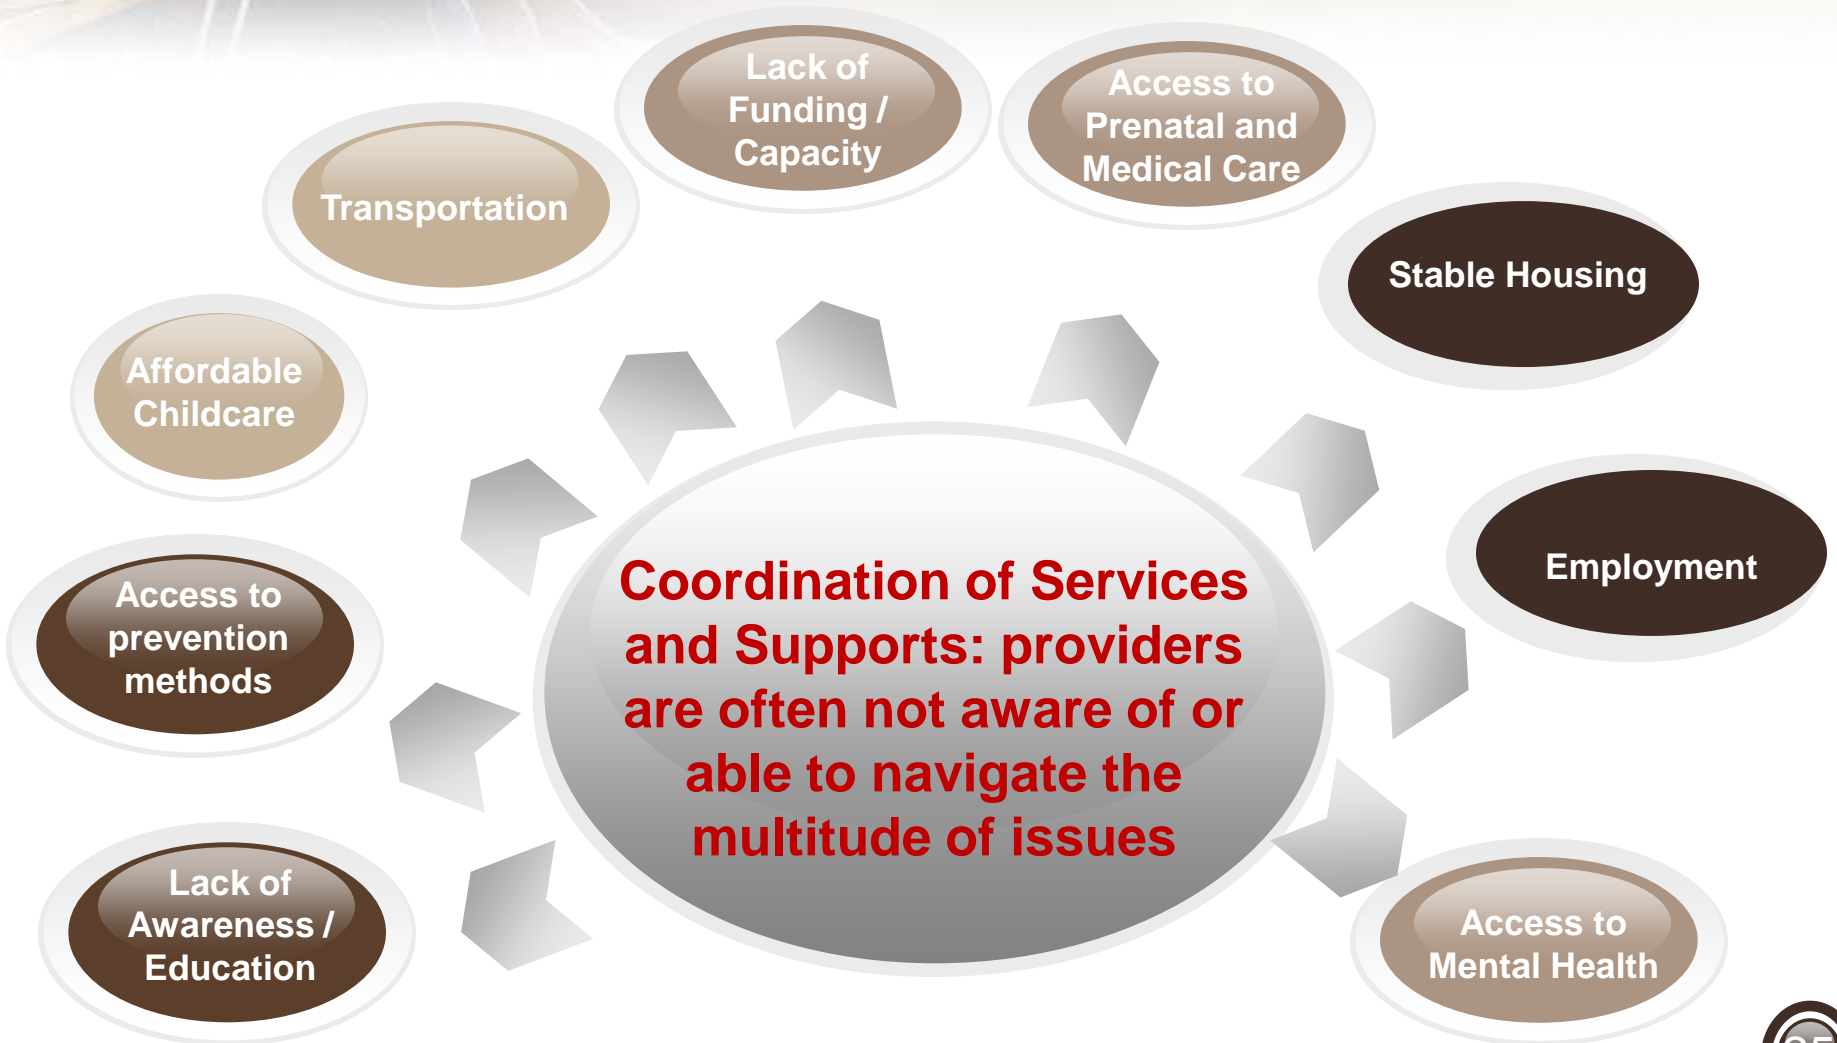 Lack of
Funding /
Capacity
Access to
Prenatal and
Medical Care
Transportation
Stable Housing
Affordable
Childcare
Employment
Access to
prevention
methods
Coordination of Services
and Supports: providers
are often not aware of or
able to navigate the
multitude of issues
Lack of
Awareness /
Education
Access to
Mental Health